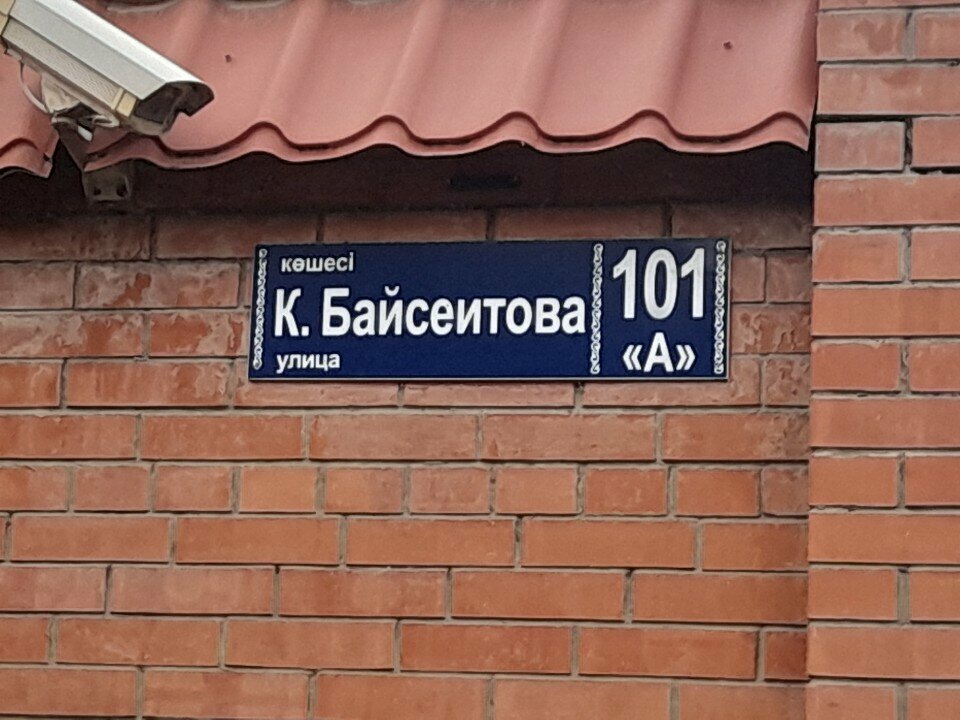 көшесі
К. Байсеитова
улица
101
«А»